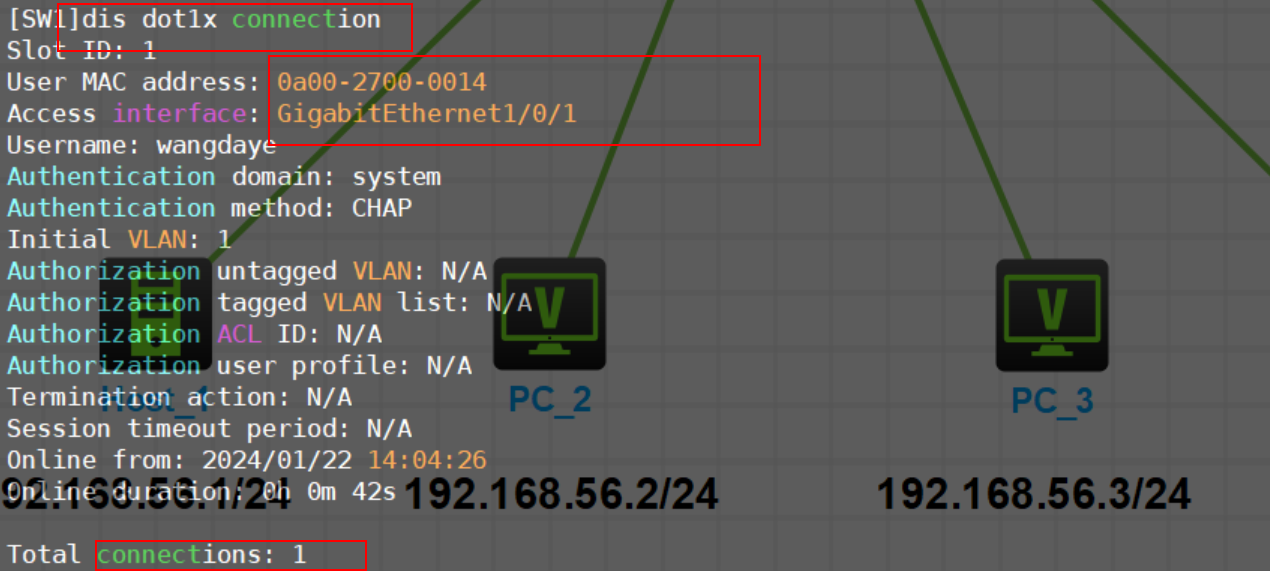 [SW1]dis dot1x connection
Slot ID: 1
User MAC address: 0a00-2700-0014
Access interface: GigabitEthernet1/0/1
Username: wangdaye
Authentication domain: system
Authentication method: CHAP
Initial VLAN: 1
Authorization untagged VLAN: N/A
Authorization tagged VLAN list: N/A
Authorization ACL ID: N/A
Authorization user profile: N/A
Termination action: N/A
Session timeout period: N/A
Online from: 2024/01/22 14:04:26
Online duration: 0h 0m 42s
Total connections: 1
V
V
Host_1
PC_2
PC_3
92.168.56.1/24
192.168.56.2/24
192.168.56.3/24